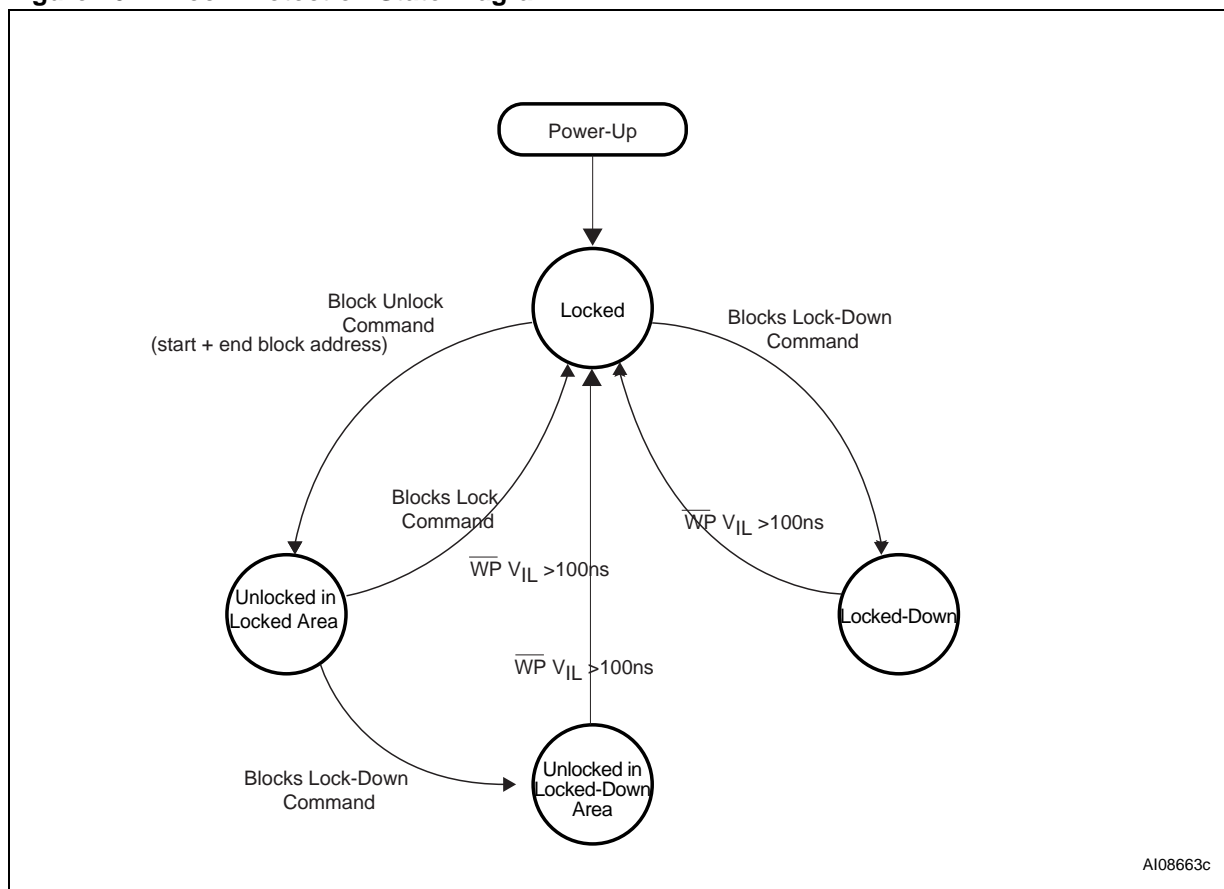 Power-Up
Locked
Block Unlock
Command
(start + end block address)
Blocks Lock-Down
Command
Blocks Lock
Command
WP VIL >100ns
WP VIL >100ns
Unlocked in
Locked Area
Locked-Down
WP VIL >100ns
Blocks Lock-Down
Command
Unlocked in
Locked-Down
Area
AI08663c